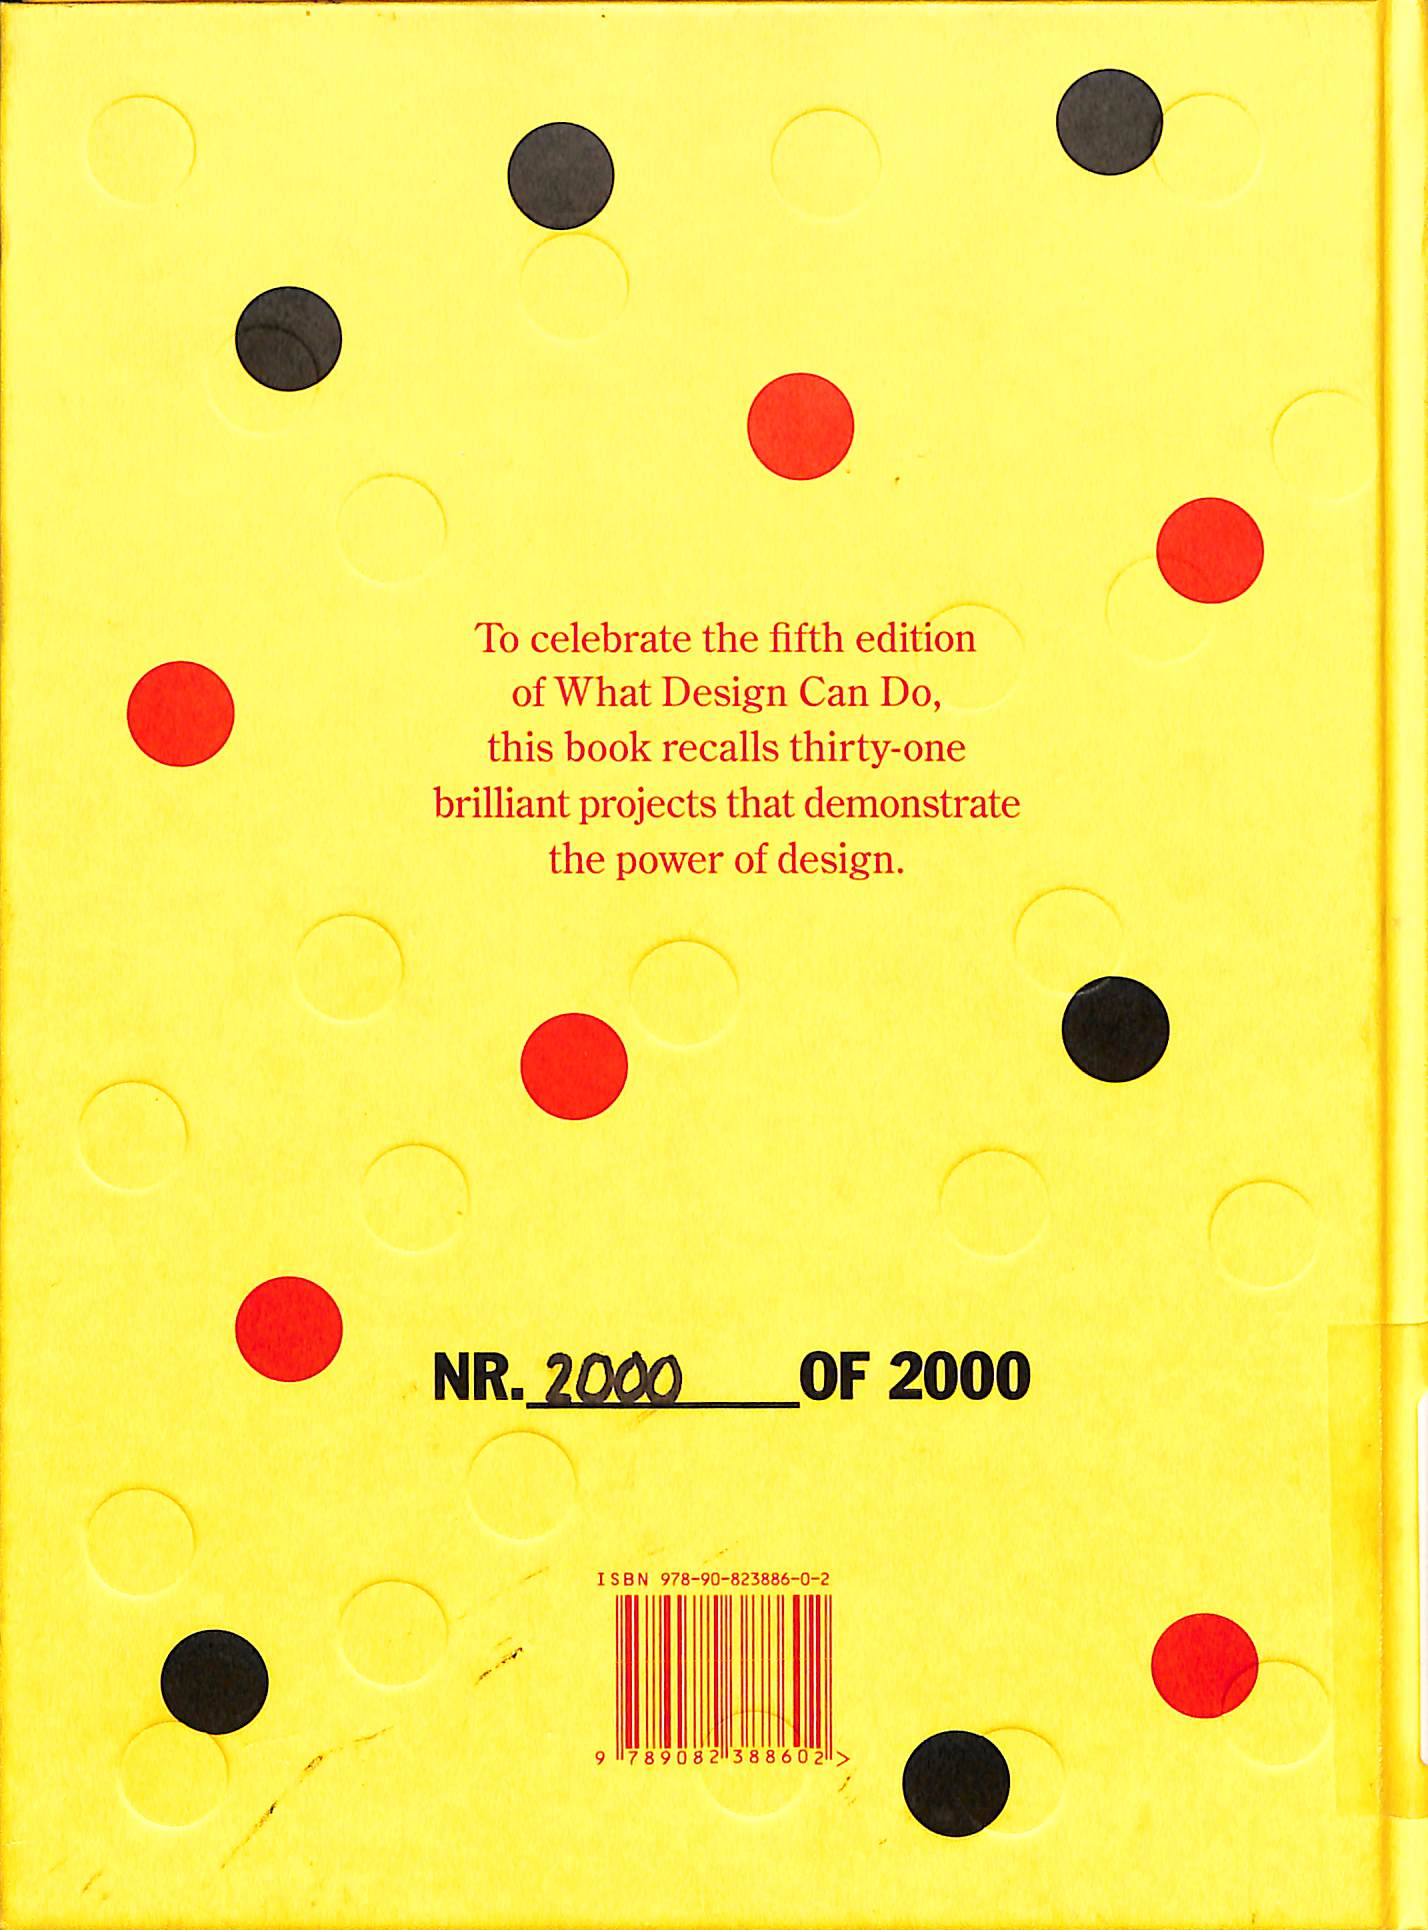 To celebrate the fifth edition
of What Design Can Do,
this book recalls thirty-one
brilliant projects that demonstrate
the power of design.
NR. 2000 OF 2000
ISBN 978-90-823886-0-2
9 789082 388602 >